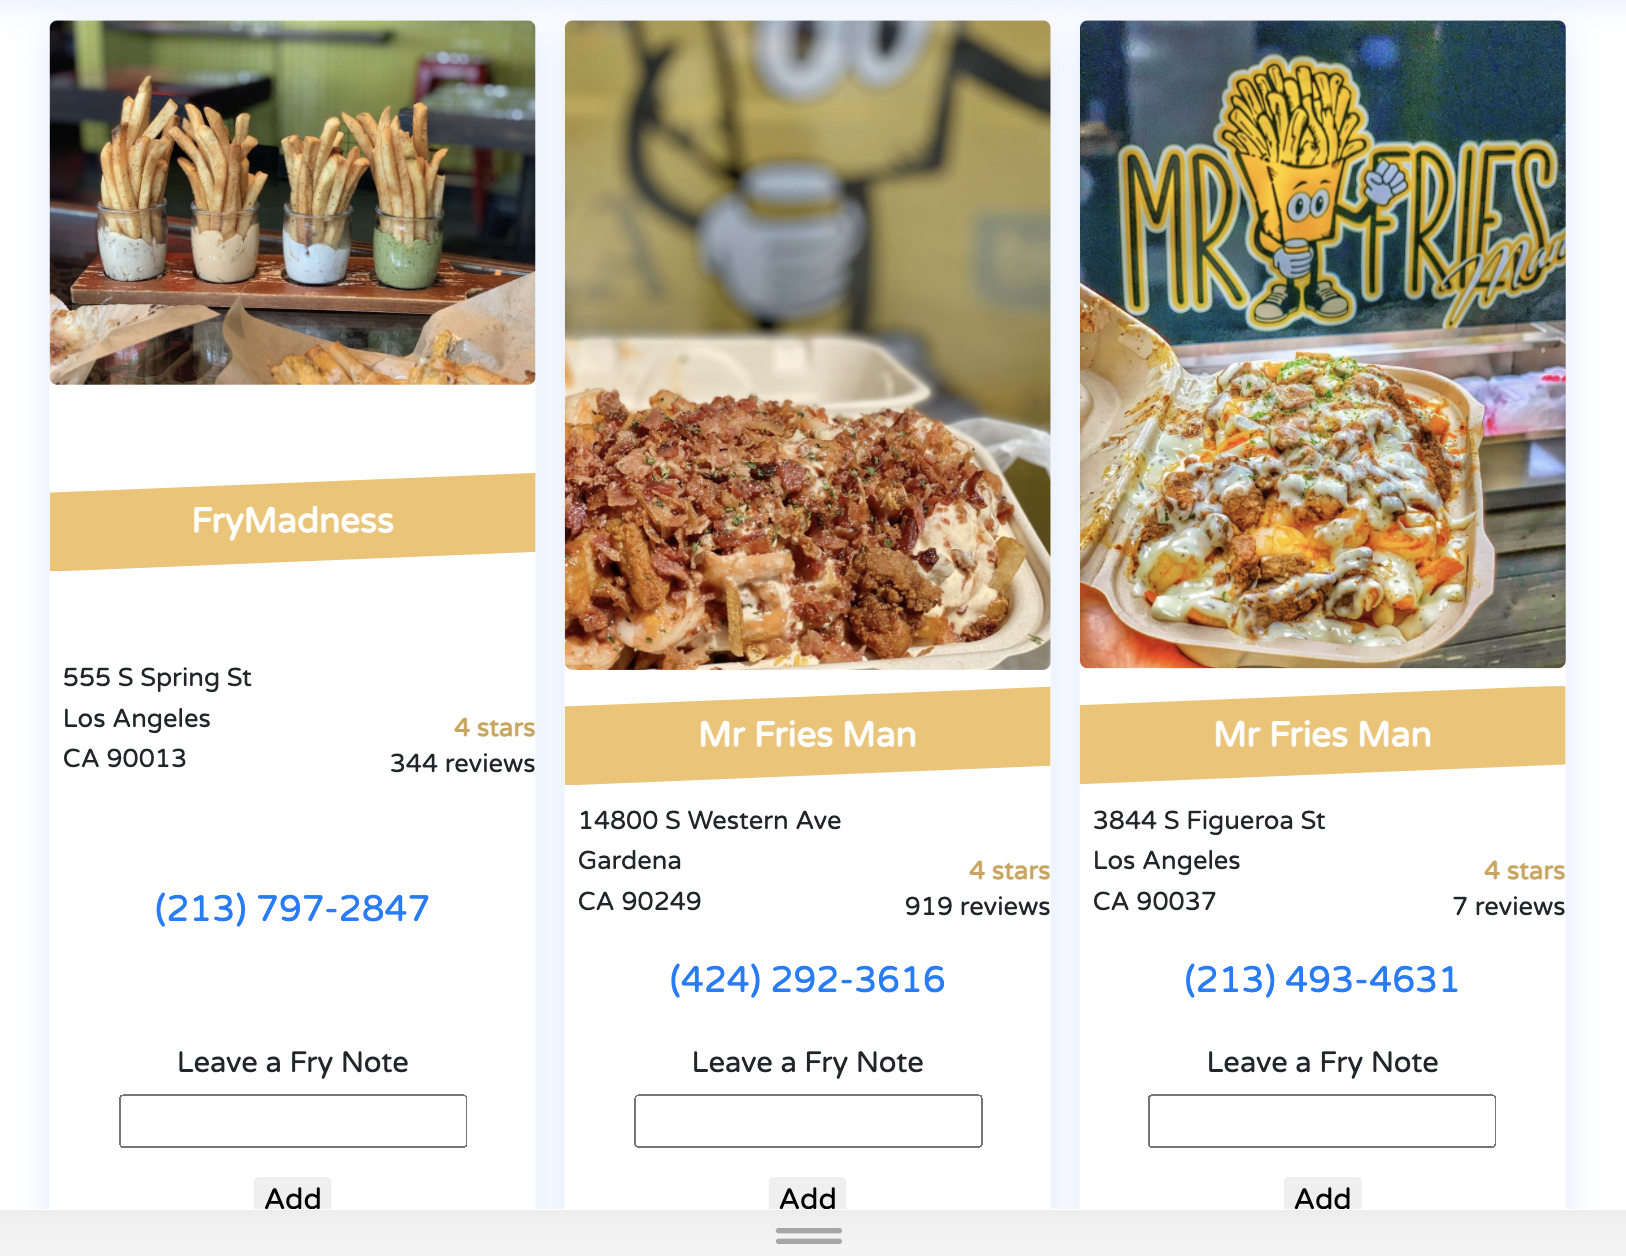 FryMadness
555 S Spring St
Los Angeles
CA 90013
4 stars
344 reviews
(213) 797-2847
Leave a Fry Note
Add
Mr Fries Man
14800 S Western Ave
Gardena
CA 90249
4 stars
919 reviews
(424) 292-3616
Leave a Fry Note
Add
MR FRIES
Man
Mr Fries Man
3844 S Figueroa St
Los Angeles
CA 90037
4 stars
7 reviews
(213) 493-4631
Leave a Fry Note
Add